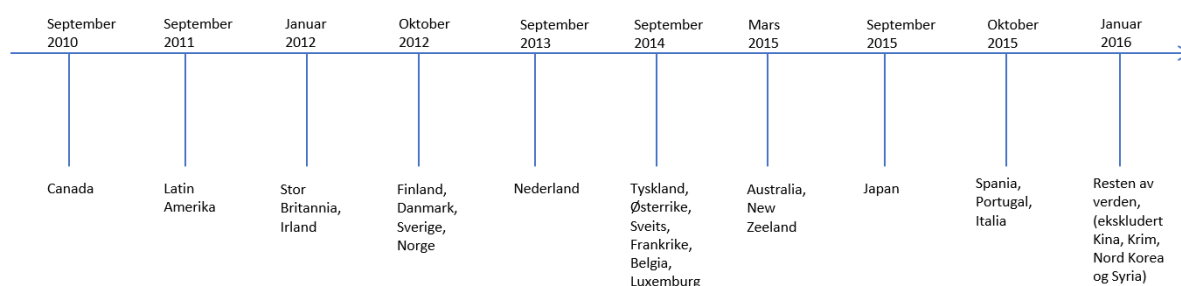 September
2010
September
2011
Januar
2012
Oktober
2012
September
2013
September
2014
Mars
2015
September
2015
Oktober
2015
Januar
2016
Canada
Latin
Amerika
Stor
Britannia,
Irland
Finland,
Danmark,
Sverige,
Norge
Nederland
Tyskland,
Østerrike,
Sveits,
Frankrike,
Belgia,
Luxemburg
Australia,
New
Zeeland
Japan
Spania,
Portugal,
Italia
Resten av
verden,
(ekskludert
Kina, Krim,
Nord Korea
og Syria)